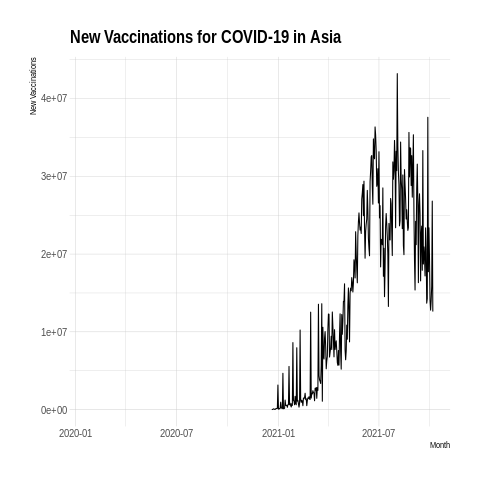 New Vaccinations for COVID-19 in Asia
New Vaccinations
4e+07
3e+07
2e+07
1e+07
0e+00
2020-01 2020-07 2021-01 2021-07
Month